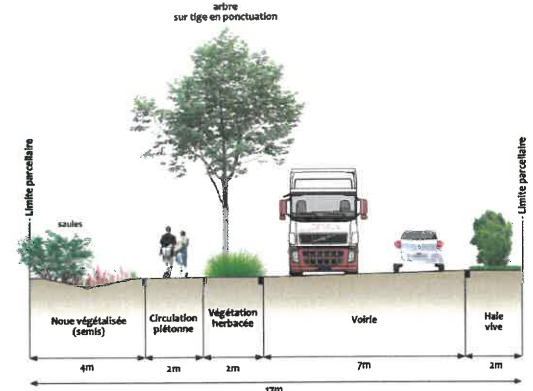 arbre
sur tige en ponctuation
Limite parcellaire
Limite parcellaire
saules
Noue végétalisée
(semis)
Circulation
piétonne
Végétation
herbacée
Voirie
Haie
vive
4m
2m
2m
7m
2m
17m